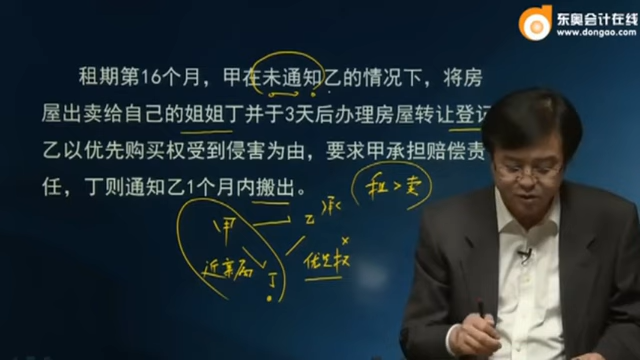 东奥会计在线
www.dongao.com
租期第16个月，甲在未通知乙的情况下，将房
屋出卖给自己的姐姐丁并于3天后办理房屋转让登记
乙以优先购买权受到侵害为由，要求甲承担赔偿责
任，丁则通知乙1个月内搬出。
租>卖
甲
乙
承
近亲属
丁
优先权
×